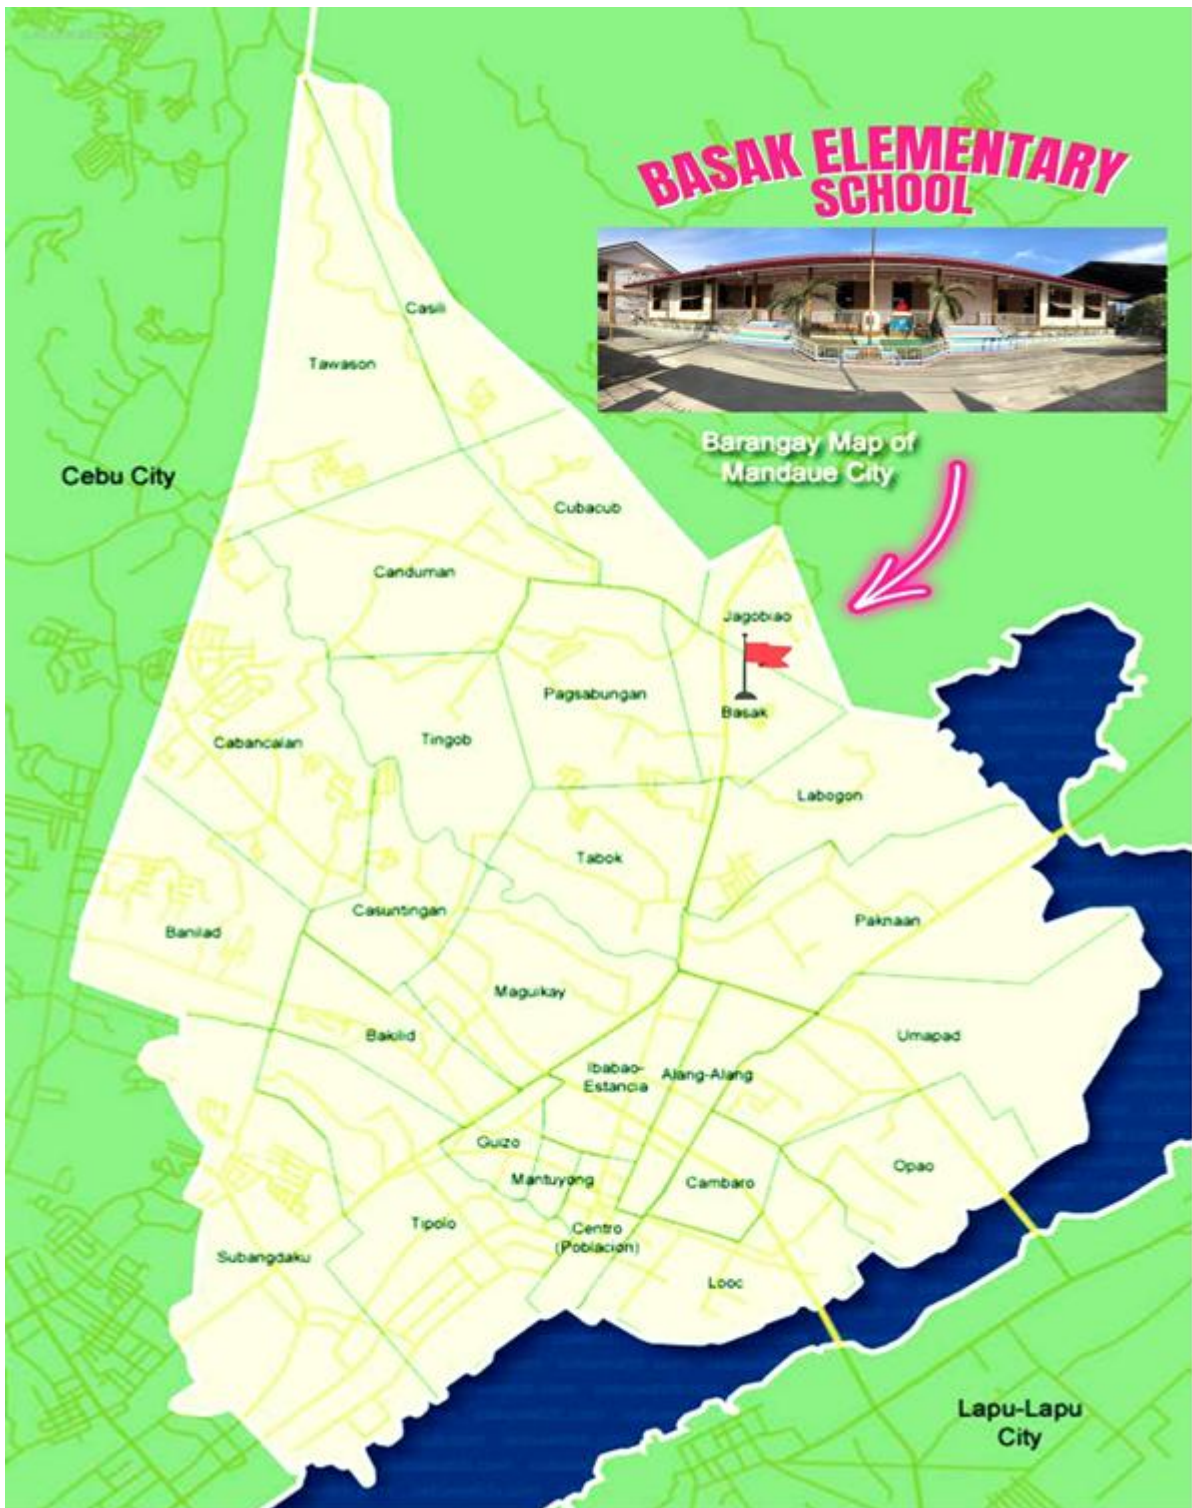 BASAK ELEMENTARY
SCHOOL
Barangay Map of
Mandaue City
Casili
Tawason
Cebu City
Cubacub
Canduman
Jagobiao
Pagsabungan
Basak
Cabancalan
Tingob
Labogon
Tabok
Casuntingan
Paknaan
Banilad
Maguikay
Bakilid
Umapad
Ibabao-
Estancia
Alang-Alang
Guizo
Opao
Mantuyong
Cambaro
Tipolo
Centro
(Poblacion)
Subangdaku
Looc
Lapu-Lapu
City